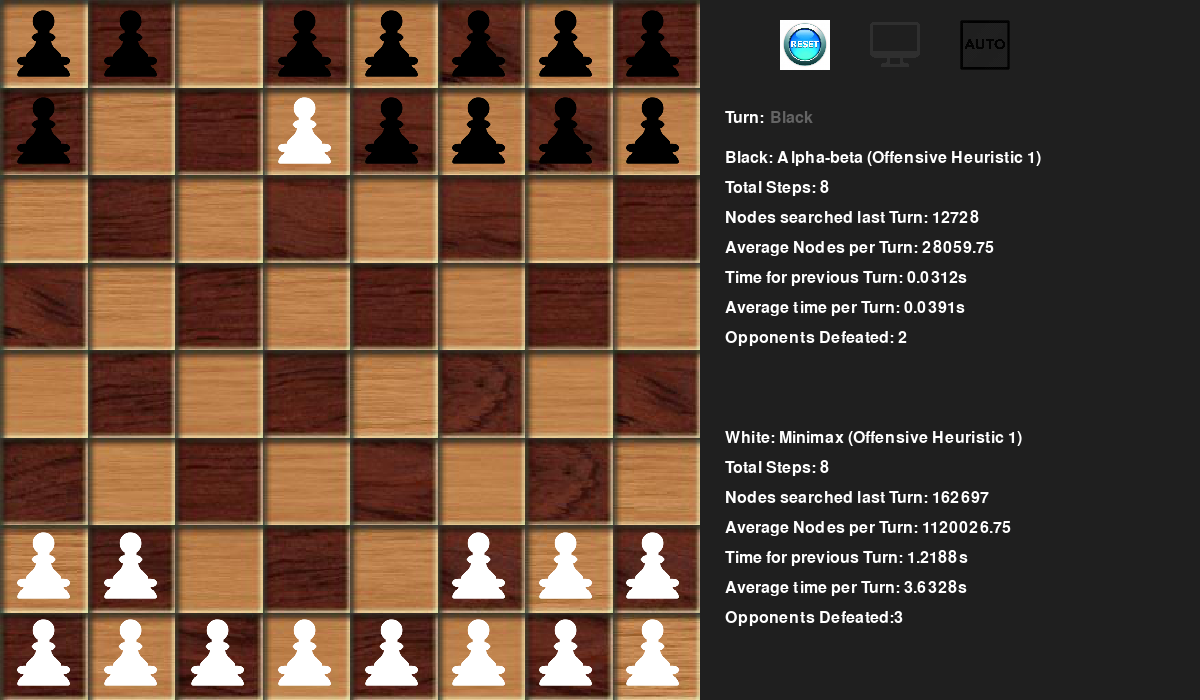 RESET
AUTO
Turn: Black
Black: Alpha-beta (Offensive Heuristic 1)
Total Steps: 8
Nodes searched last Turn: 12728
Average Nodes per Turn: 28059.75
Time for previous Turn: 0.0312s
Average time per Turn: 0.0391s
Opponents Defeated: 2
White: Minimax (Offensive Heuristic 1)
Total Steps: 8
Nodes searched last Turn: 162697
Average Nodes per Turn: 1120026.75
Time for previous Turn: 1.2188s
Average time per Turn: 3.6328s
Opponents Defeated:3